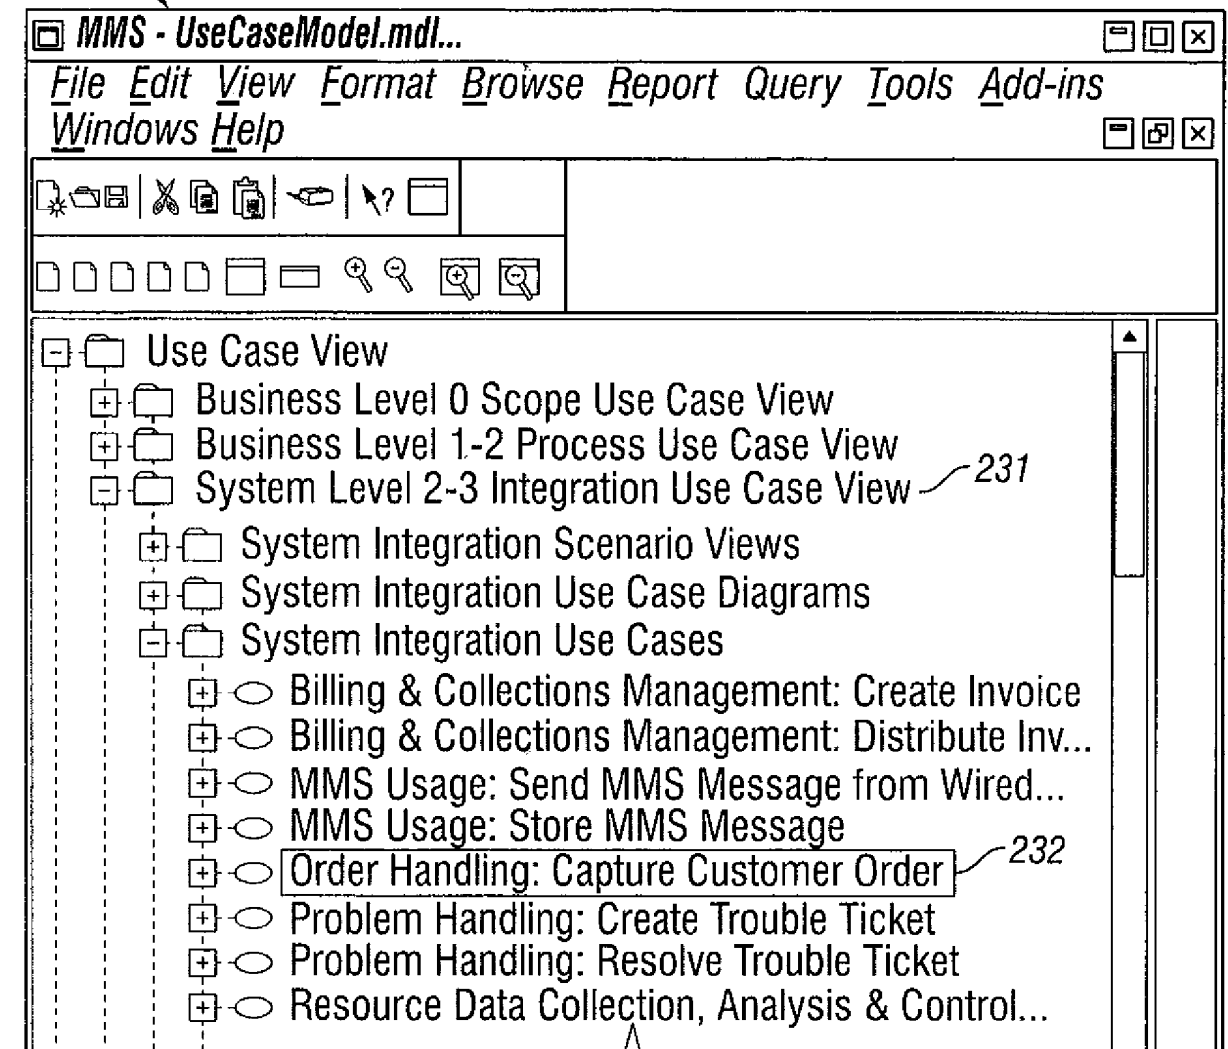 MMS - UseCaseModel.mdl...
File Edit View Format Browse Report Query Tools Add-ins
Windows Help
?
Use Case View
Business Level 0 Scope Use Case View
Business Level 1-2 Process Use Case View
System Level 2-3 Integration Use Case View 231
System Integration Scenario Views
System Integration Use Case Diagrams
System Integration Use Cases
Billing & Collections Management: Create Invoice
Billing & Collections Management: Distribute Inv...
MMS Usage: Send MMS Message from Wired...
MMS Usage: Store MMS Message
Order Handling: Capture Customer Order 232
Problem Handling: Create Trouble Ticket
Problem Handling: Resolve Trouble Ticket
Resource Data Collection, Analysis & Control...